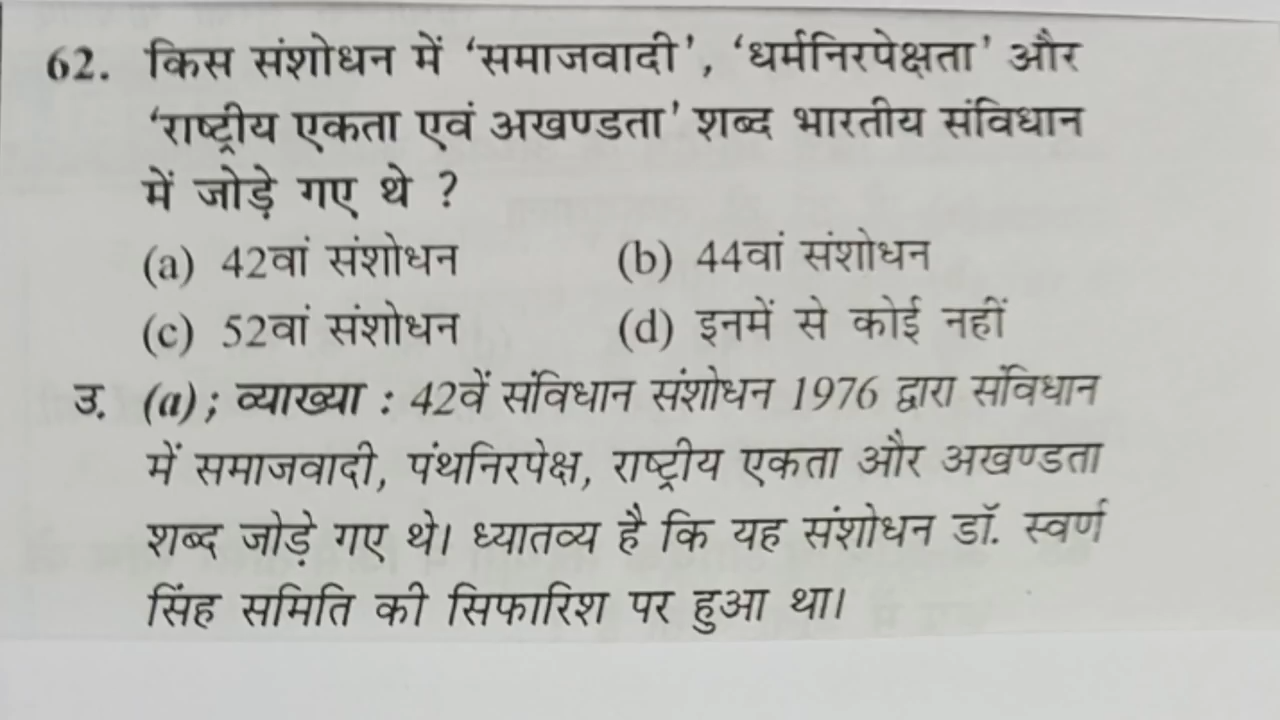 62. किस संशोधन में ‘समाजवादी’, ‘धर्मनिरपेक्षता’ और
‘राष्ट्रीय एकता एवं अखण्डता’ शब्द भारतीय संविधान
में जोड़े गए थे ?
(a) 42वां संशोधन (b) 44वां संशोधन
(c) 52वां संशोधन (d) इनमें से कोई नहीं
उ. (a) ; व्याख्या : 42वें संविधान संशोधन 1976 द्वारा संविधान
में समाजवादी, पंथनिरपेक्ष, राष्ट्रीय एकता और अखण्डता
शब्द जोड़े गए थे। ध्यातव्य है कि यह संशोधन डॉ. स्वर्ण
सिंह समिति की सिफारिश पर हुआ था।